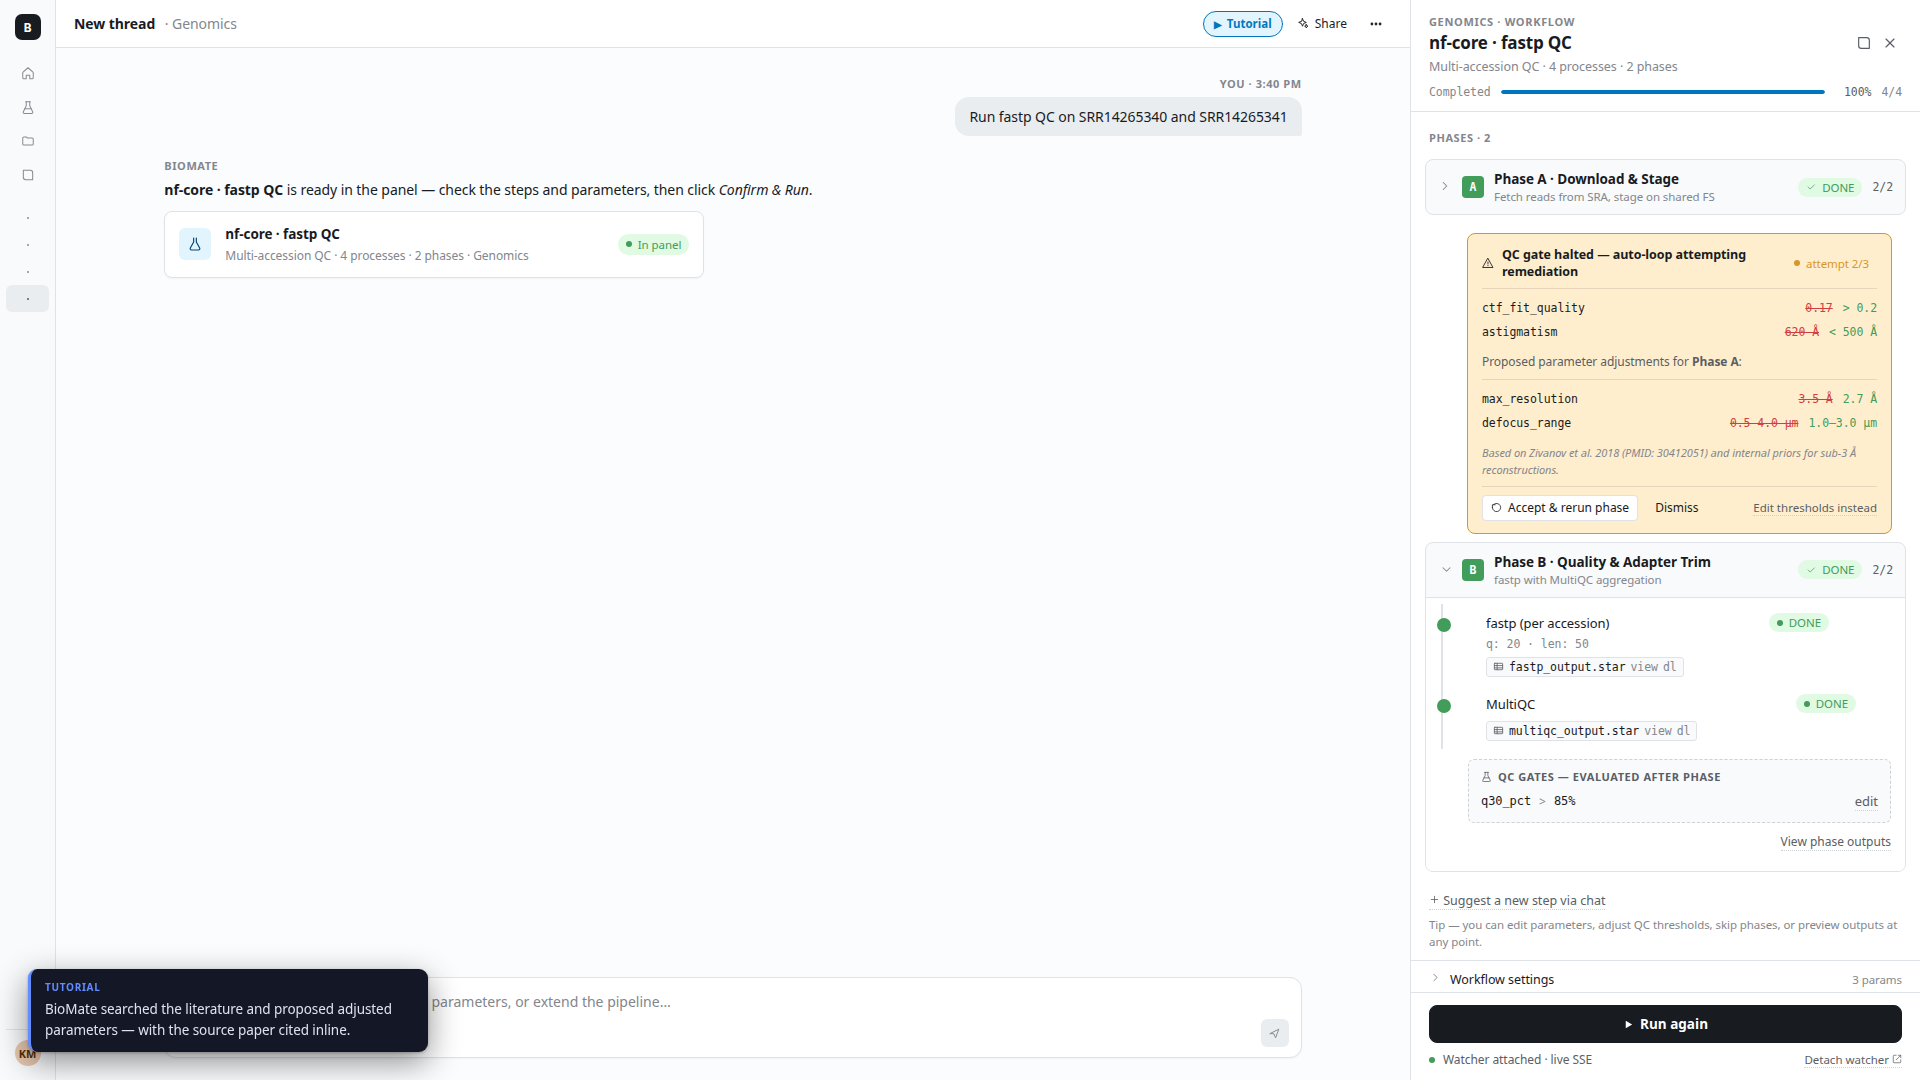 B
New thread · Genomics
▶ Tutorial
Share
YOU · 3:40 PM
Run fastp QC on SRR14265340 and SRR14265341
BIOMATE
nf-core · fastp QC is ready in the panel — check the steps and parameters, then click Confirm & Run.
nf-core · fastp QC
Multi-accession QC · 4 processes · 2 phases · Genomics
In panel
parameters, or extend the pipeline...
TUTORIAL
BioMate searched the literature and proposed adjusted
parameters — with the source paper cited inline.
KM
GENOMICS · WORKFLOW
nf-core · fastp QC
Multi-accession QC · 4 processes · 2 phases
Completed 100% 4/4
PHASES · 2
A
Phase A · Download & Stage
Fetch reads from SRA, stage on shared FS
DONE 2/2
QC gate halted — auto-loop attempting
remediation
attempt 2/3
ctf_fit_quality 0.17 > 0.2
astigmatism 620 Å < 500 Å
Proposed parameter adjustments for Phase A:
max_resolution 3.5 Å 2.7 Å
defocus_range 0.5–4.0 µm 1.0–3.0 µm
Based on Zivanov et al. 2018 (PMID: 30412051) and internal priors for sub-3 Å
reconstructions.
Accept & rerun phase Dismiss Edit thresholds instead
B
Phase B · Quality & Adapter Trim
fastp with MultiQC aggregation
DONE 2/2
fastp (per accession) DONE
q: 20 · len: 50
fastp_output.star view dl
MultiQC DONE
multiqc_output.star view dl
QC GATES — EVALUATED AFTER PHASE
q30_pct > 85% edit
View phase outputs
+ Suggest a new step via chat
Tip — you can edit parameters, adjust QC thresholds, skip phases, or preview outputs at
any point.
Workflow settings 3 params
Run again
Watcher attached · live SSE Detach watcher